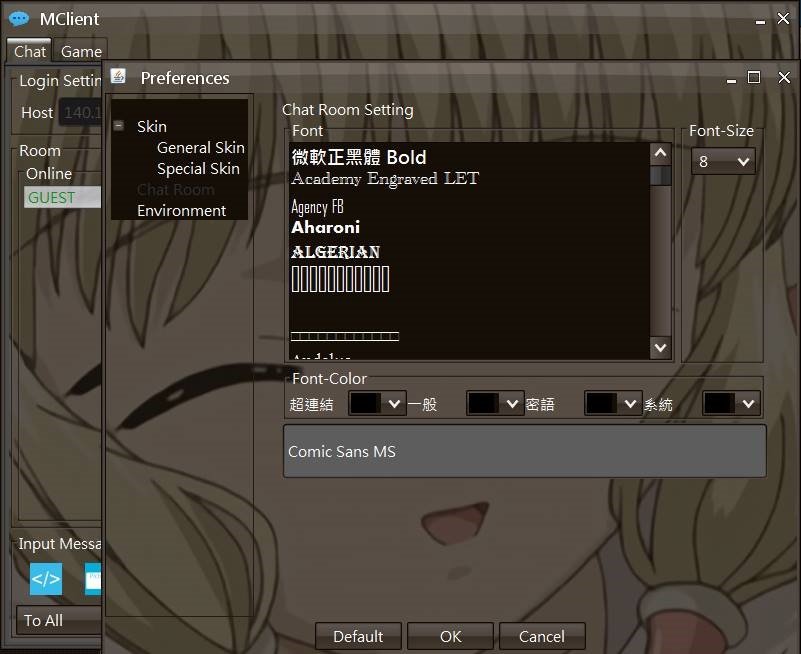 MClient
Chat Game
Login Settin
Host 140.1
Room
Online
GUEST
Input Messa
</>
To All
Preferences
Skin
General Skin
Special Skin
Chat Room
Environment
Chat Room Setting
Font
微軟正黑體 Bold
Academy Engraved LET
Agency FB
Aharoni
ALGERIAN
Font-Size
8
Font-Color
超連結 一般 密語 系統
Comic Sans MS
Default OK Cancel